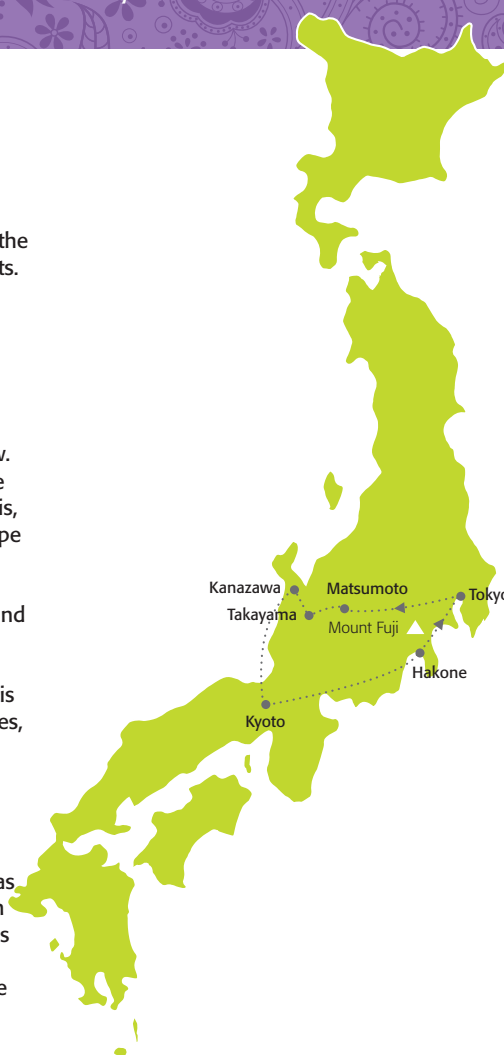 the
ts.
w.
e
is,
pe
nd
is
es,
as
n
s
e
Kanazawa
Matsumoto
Tokyo
Takayama
Mount Fuji
Hakone
Kyoto